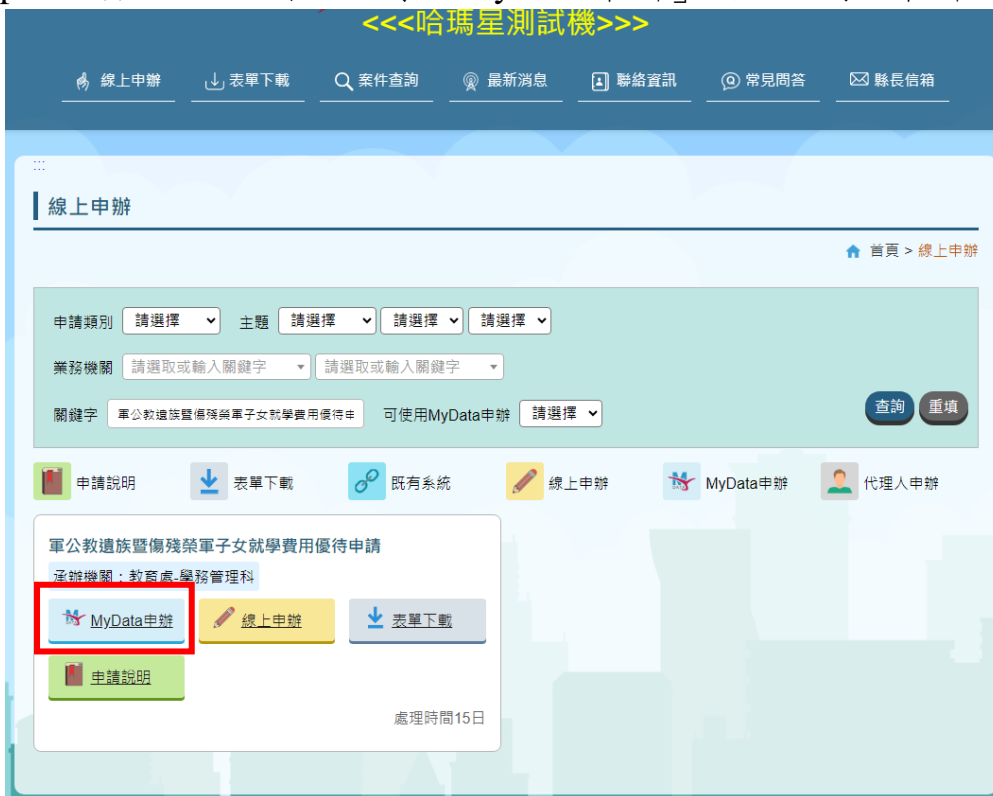 <<<哈瑪星測試機>>>
線上申辦 表單下載 案件查詢 最新消息 聯絡資訊 常見問答 縣長信箱
:::
線上申辦
首頁 > 線上申辦
申請類別 請選擇 主題 請選擇 請選擇 請選擇
業務機關 請選取或輸入關鍵字 請選取或輸入關鍵字
關鍵字 軍公教遺族暨傷殘榮軍子女就學費用優待申 可使用MyData申辦 請選擇 查詢 重填
申請說明 表單下載 既有系統 線上申辦 MyData申辦 代理人申辦
軍公教遺族暨傷殘榮軍子女就學費用優待申請
承辦機關：教育處-學務管理科
MyData申辦 線上申辦 表單下載
申請說明
處理時間15日